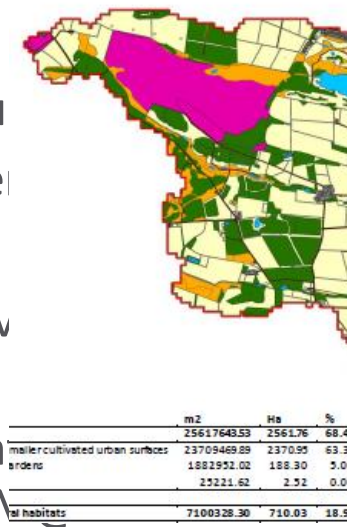 m2 Ha %
25617643.53 2561.76 68.4
maller cultivated urban surfaces 23709469.89 2370.95 63.3
ardens 1882952.02 188.30 5.0
25221.62 2.52 0.0
al habitats 7100328.30 710.03 18.9